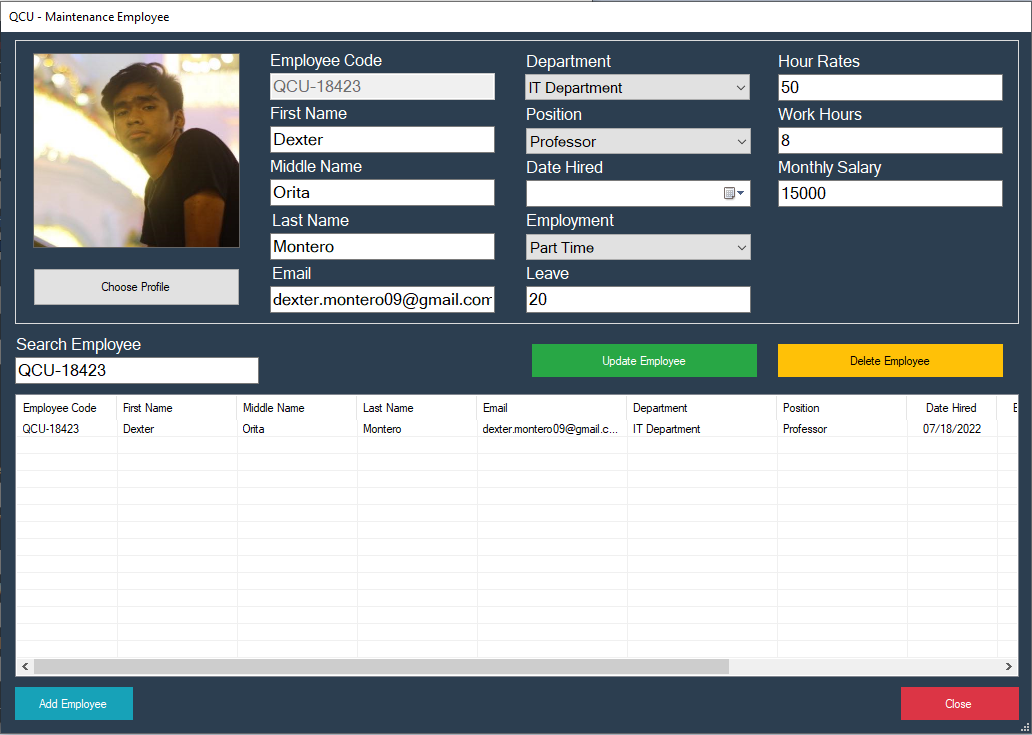 QCU - Maintenance Employee
Employee Code
QCU-18423
First Name
Dexter
Middle Name
Orita
Last Name
Montero
Email
dexter.montero09@gmail.com
Choose Profile
Department
IT Department
Position
Professor
Date Hired
Employment
Part Time
Leave
20
Hour Rates
50
Work Hours
8
Monthly Salary
15000
Search Employee
QCU-18423
Update Employee
Delete Employee
Employee Code First Name Middle Name Last Name Email Department Position Date Hired
QCU-18423 Dexter Orita Montero dexter.montero09@gmail.c... IT Department Professor 07/18/2022
Add Employee
Close